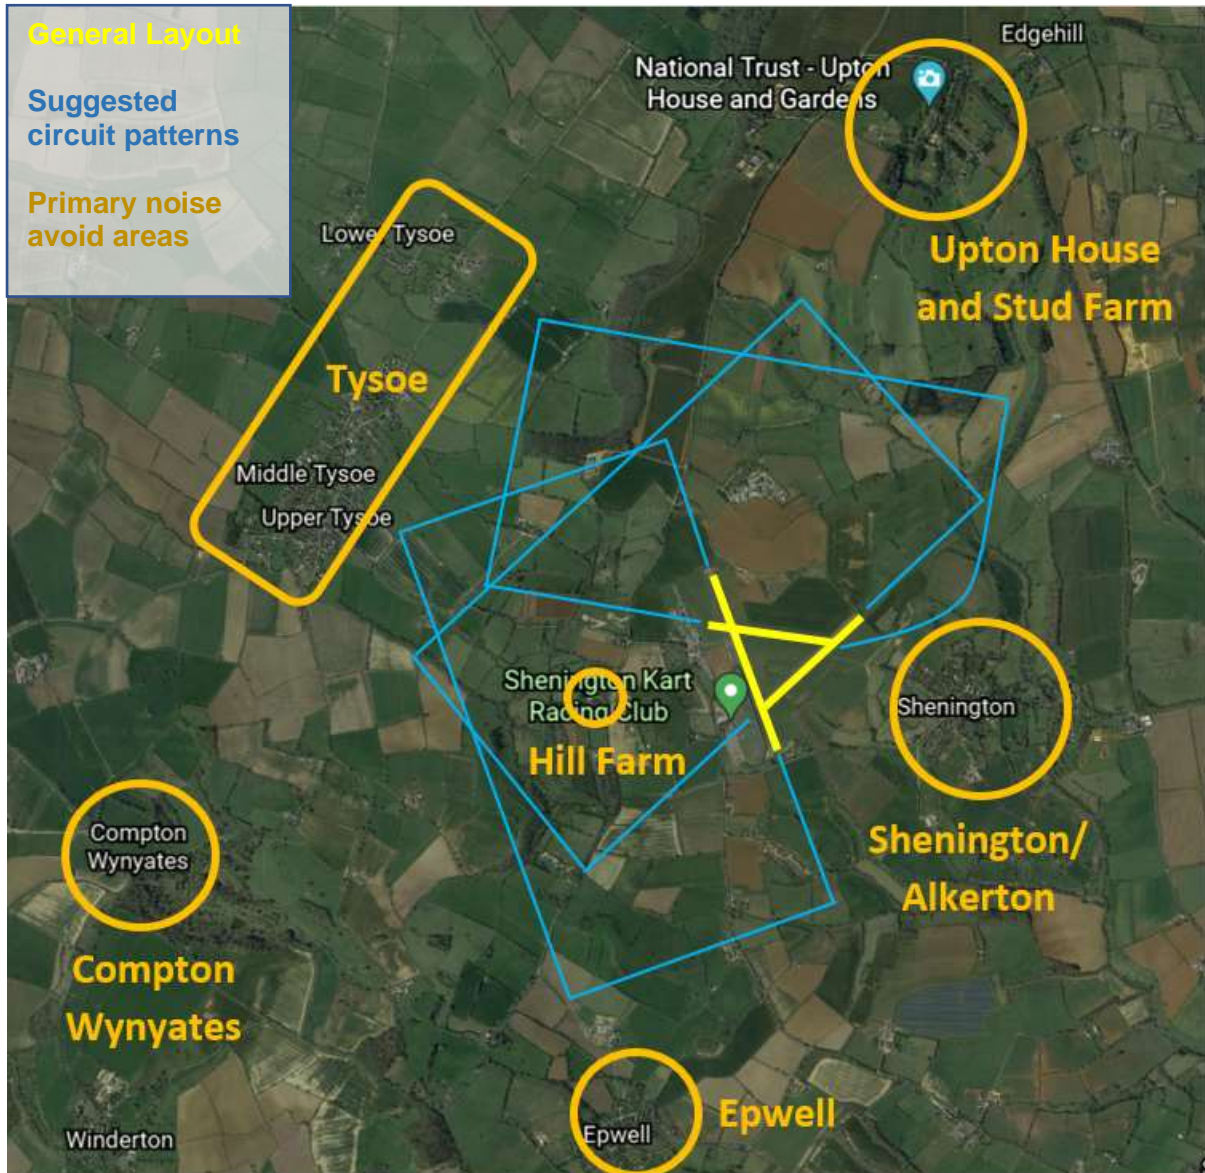 General Layout
Suggested
circuit patterns
Primary noise
avoid areas
Edgehill
National Trust - Upton
House and Gardens
Upton House
and Stud Farm
Lower Tysoe
Tysoe
Middle Tysoe
Upper Tysoe
Shenington Kart
Racing Club
Hill Farm
Shenington
Shenington/
Alkerton
Compton
Wynyates
Compton
Wynyates
Epwell
Epwell
Winderton